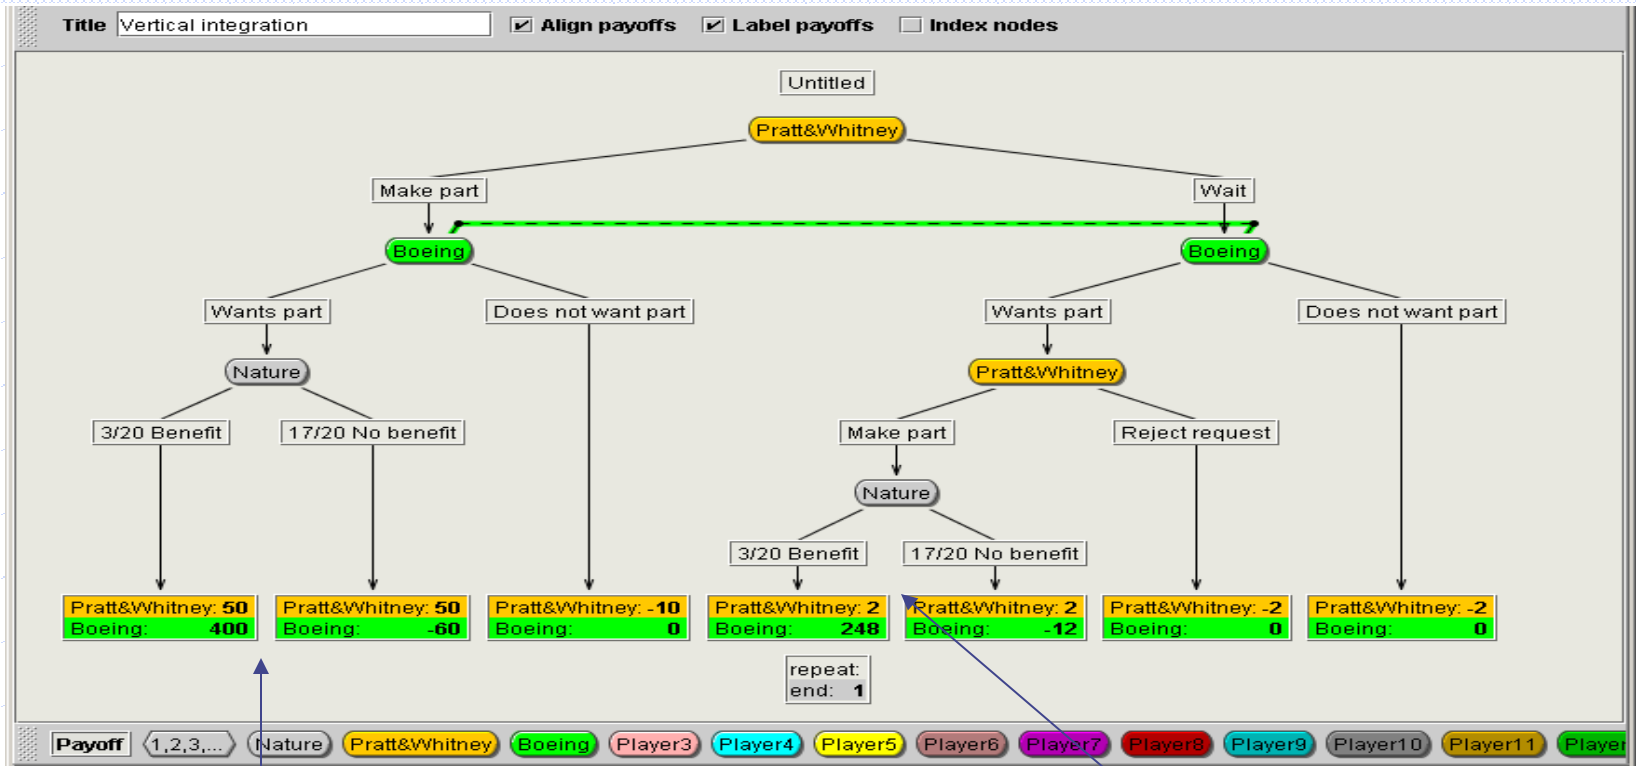 Title Vertical integration Align payoffs Label payoffs Index nodes
Untitled
Pratt&Whitney
Make part Wait
Boeing Boeing
Wants part Does not want part Wants part Does not want part
Nature Pratt&Whitney
3/20 Benefit 17/20 No benefit Make part Reject request
Nature
3/20 Benefit 17/20 No benefit
Pratt&Whitney: 50 Pratt&Whitney: 50 Pratt&Whitney: -10 Pratt&Whitney: 2 Pratt&Whitney: 2 Pratt&Whitney: -2 Pratt&Whitney: -2
Boeing: 400 Boeing: -60 Boeing: 0 Boeing: 248 Boeing: -12 Boeing: 0 Boeing: 0
repeat:
end: 1
Payoff 1,2,3,... Nature Pratt&Whitney Boeing Player3 Player4 Player5 Player6 Player7 Player8 Player9 Player10 Player11 Player